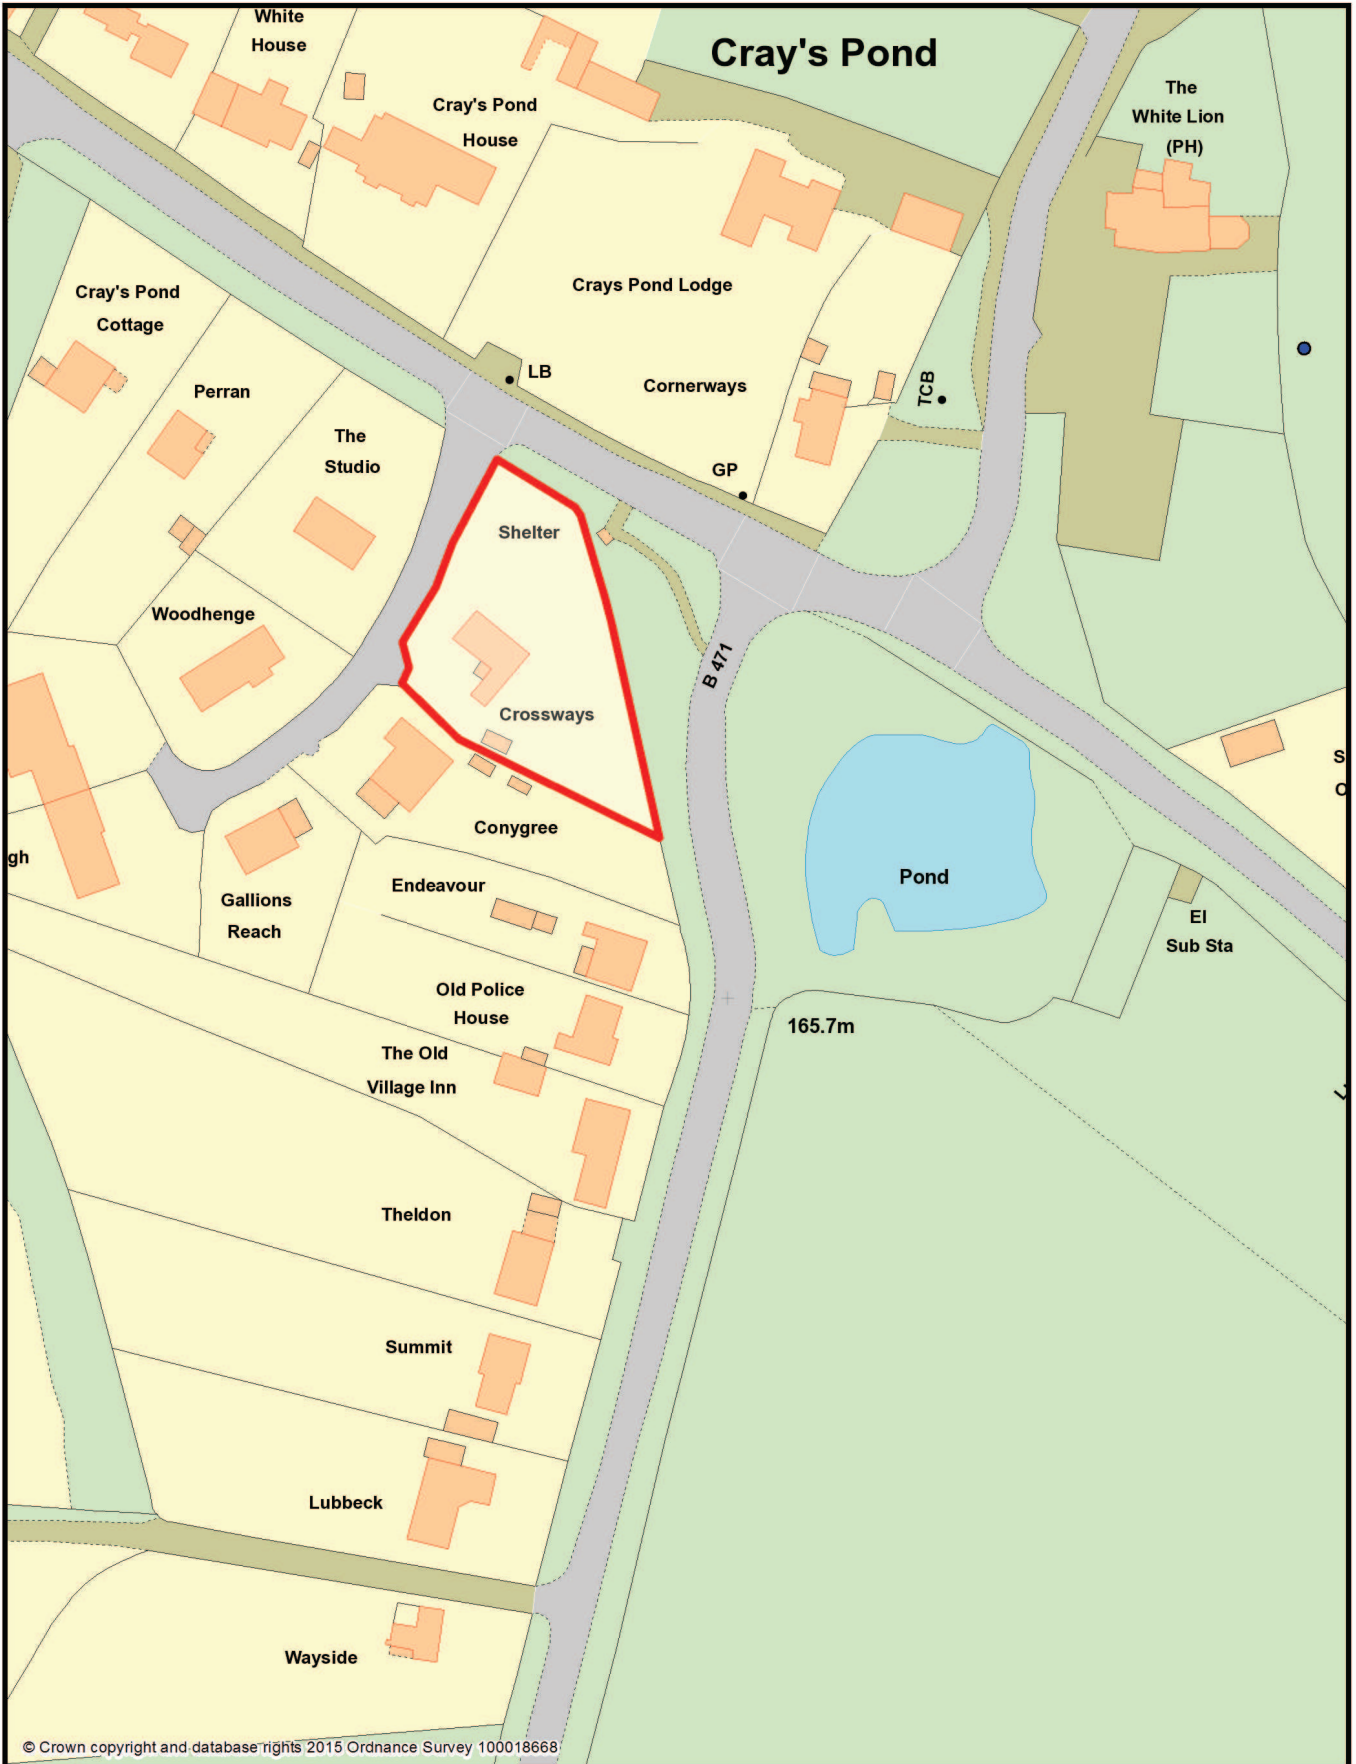 White
House
Cray's Pond
The
White Lion
(PH)
Cray's Pond
House
Crays Pond Lodge
Cray's Pond
Cottage
LB
Cornerways
TCB
Perran
The
Studio
GP
Shelter
Woodhenge
B 471
Crossways
S
O
Conygree
gh
Pond
Endeavour
Gallions
Reach
El
Sub Sta
Old Police
House
165.7m
The Old
Village Inn
Theldon
Summit
Lubbeck
Wayside
© Crown copyright and database rights 2015 Ordnance Survey 100018668